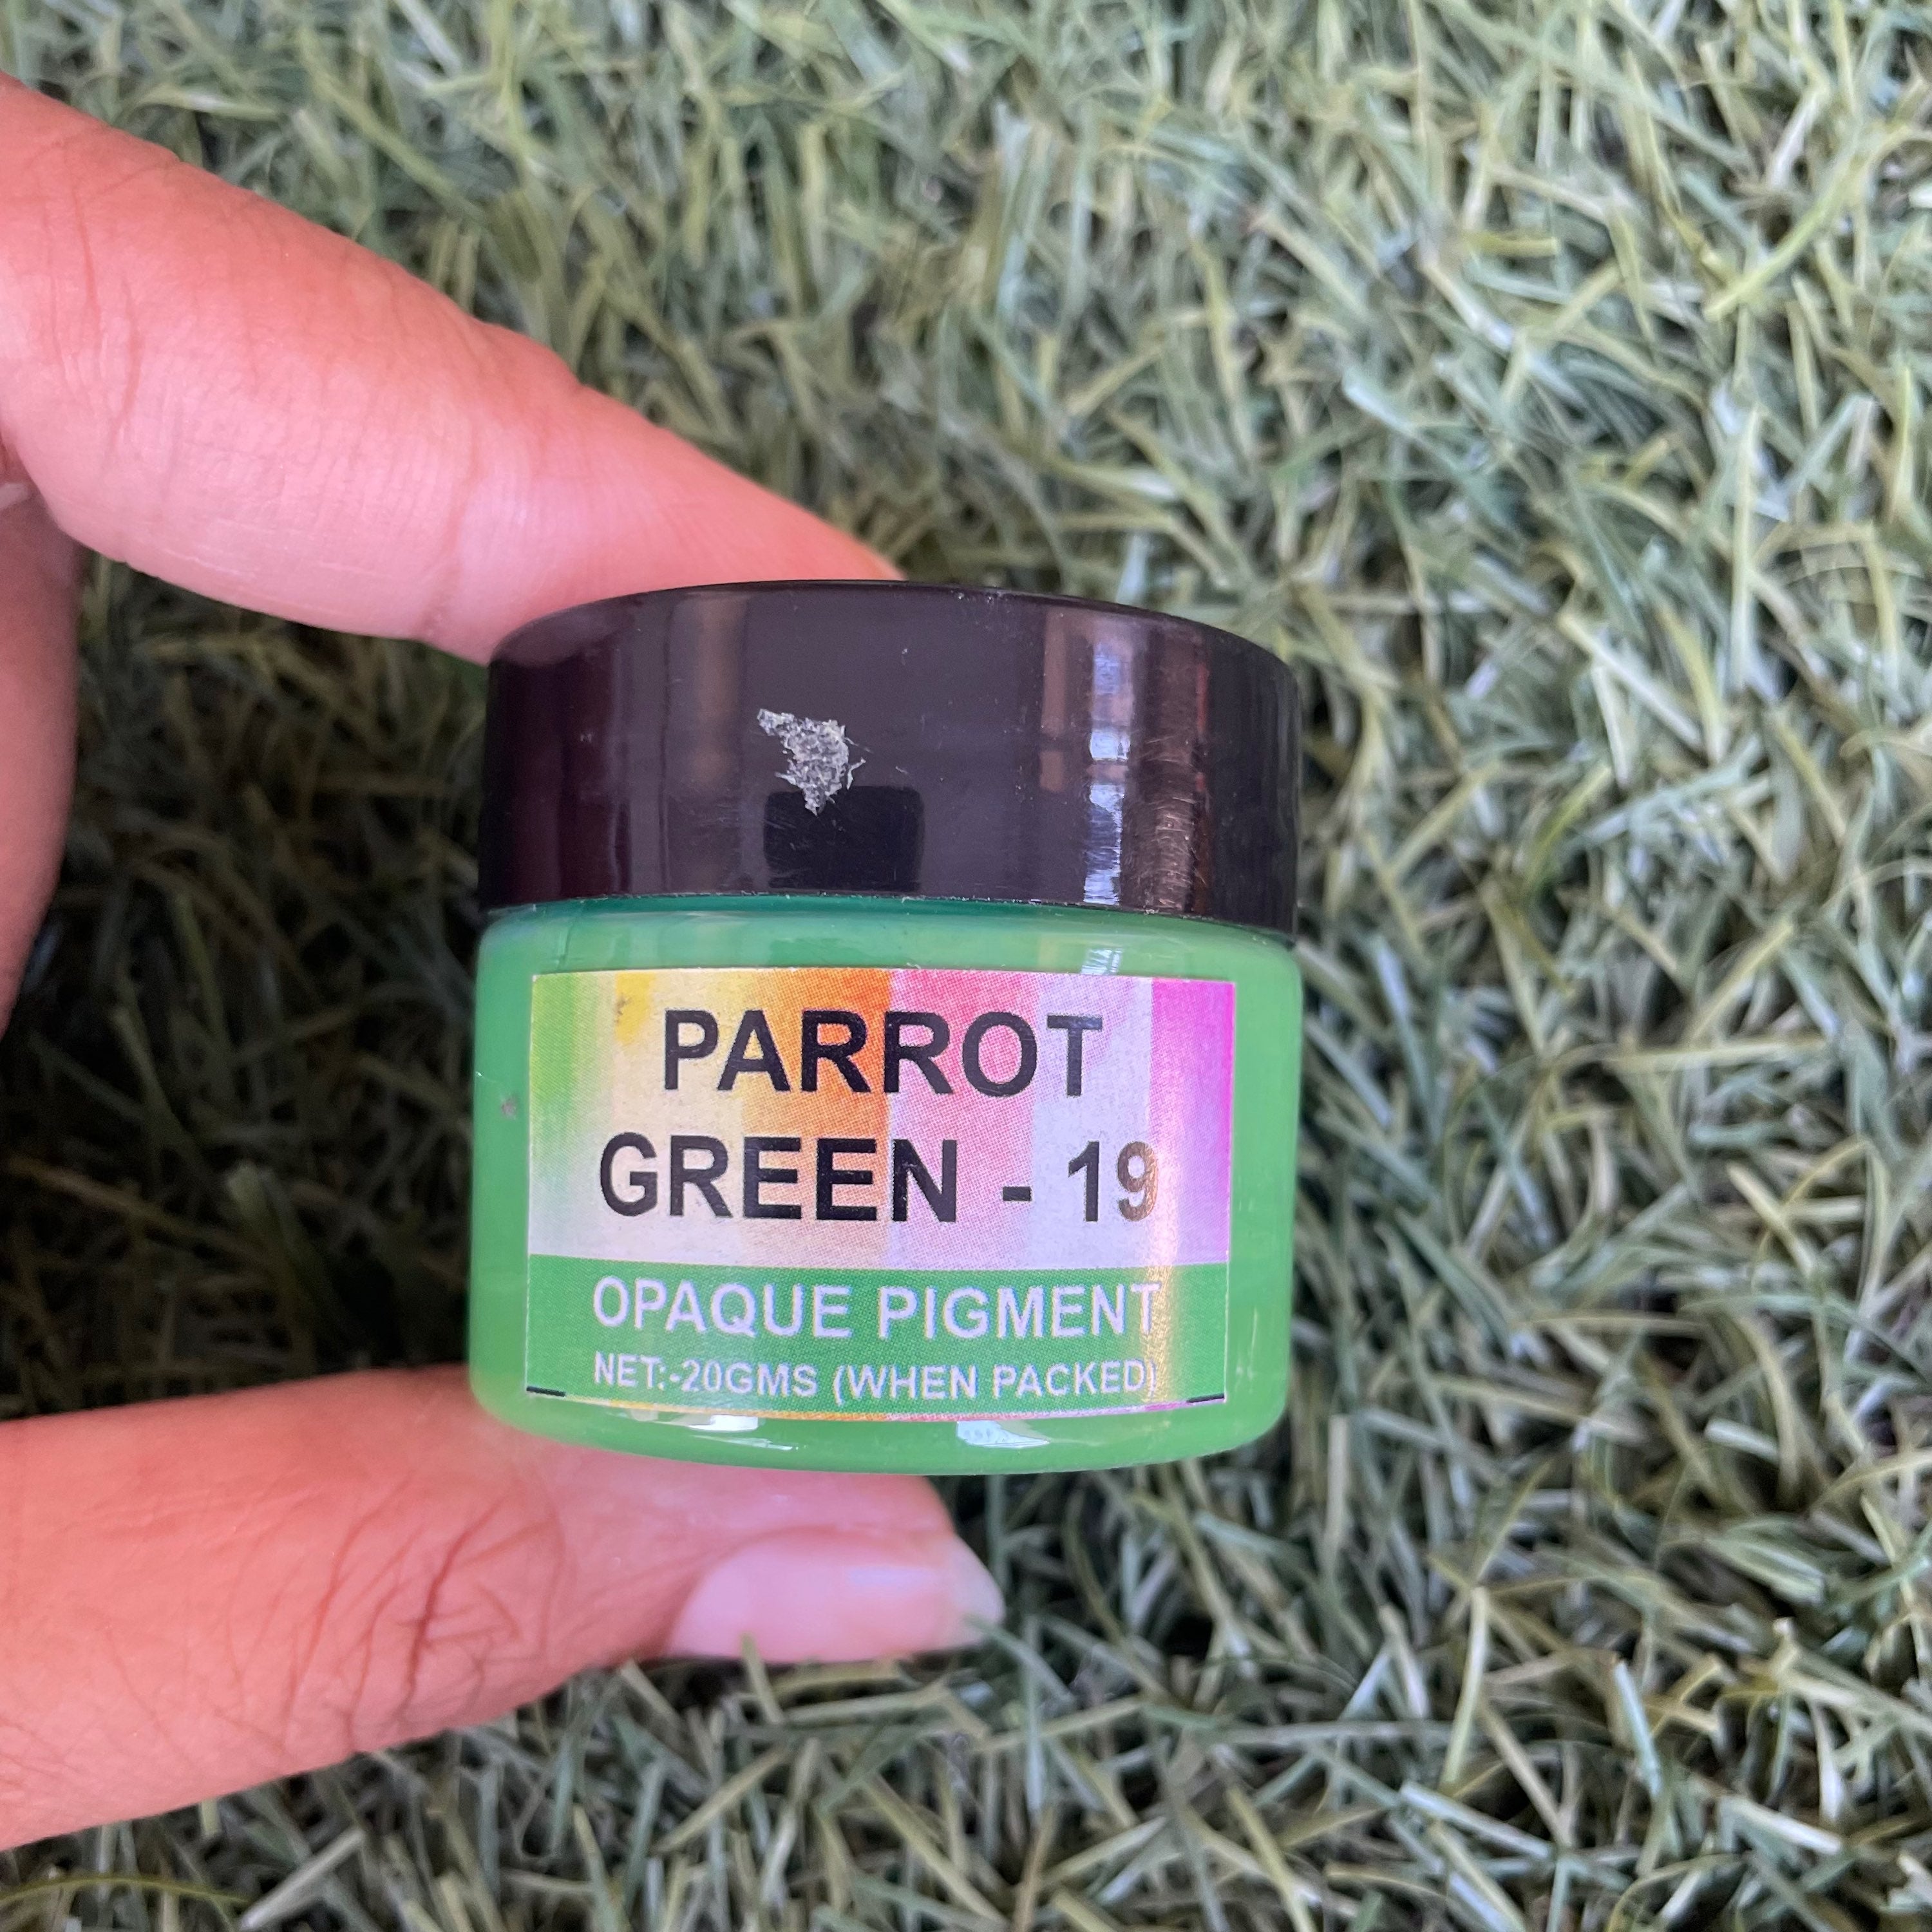 PARROT
GREEN - 19
OPAQUE PIGMENT
NET:-20GMS (WHEN PACKED)